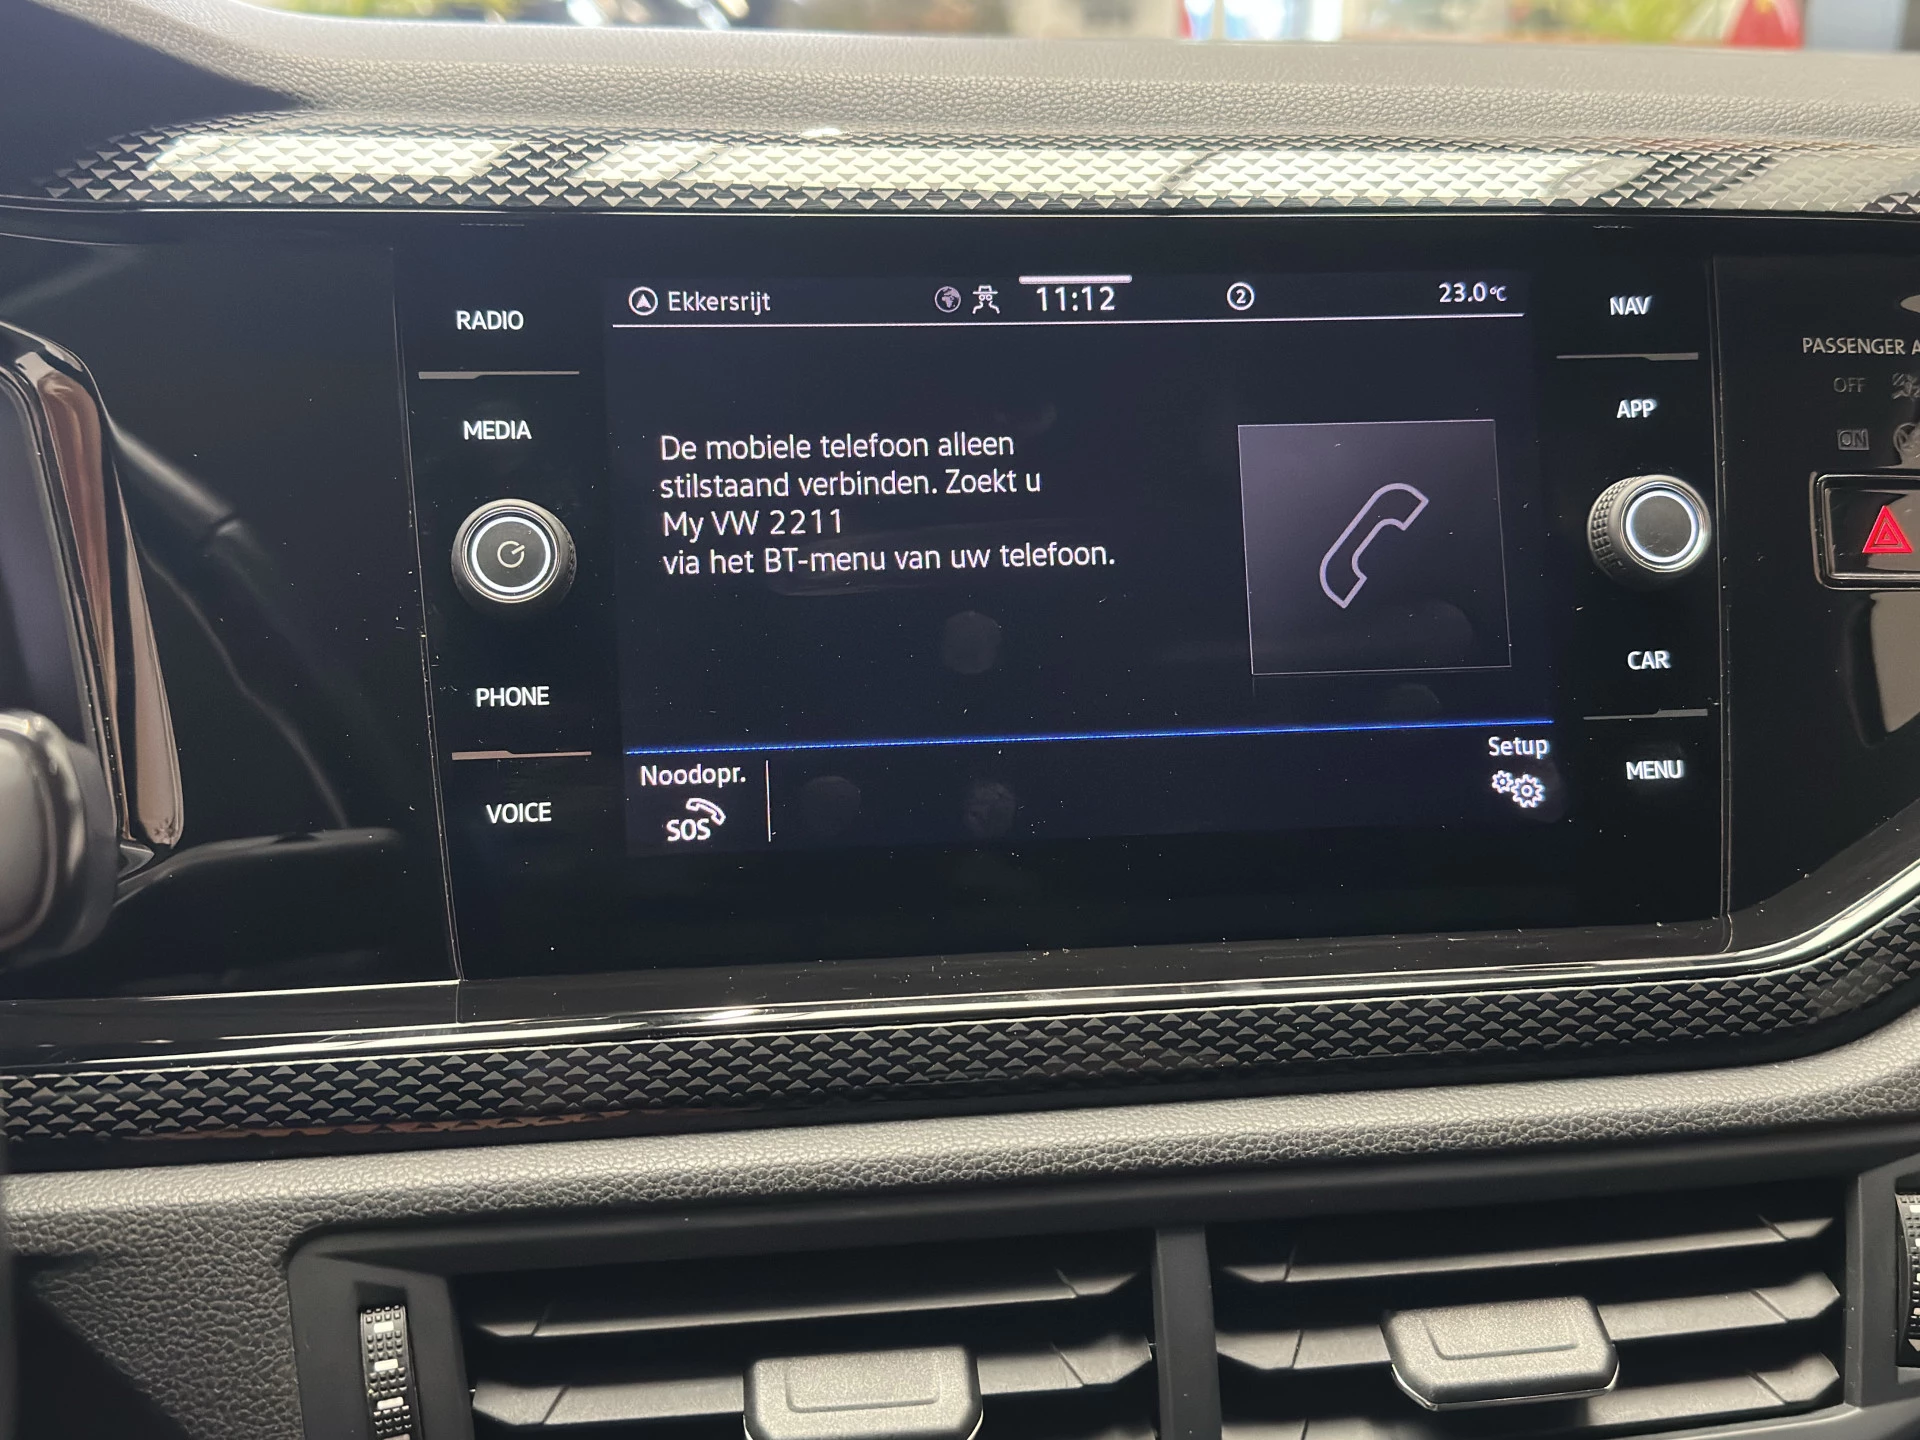 Ekkersrijt 11:12 2 23.0°C
RADIO
MEDIA
PHONE
VOICE
De mobiele telefoon alleen
stilstaand verbinden. Zoekt u
My VW 2211
via het BT-menu van uw telefoon.
Noodopr.
SOS
Setup
NAV
APP
CAR
MENU
PASSENGER A
OFF
ON